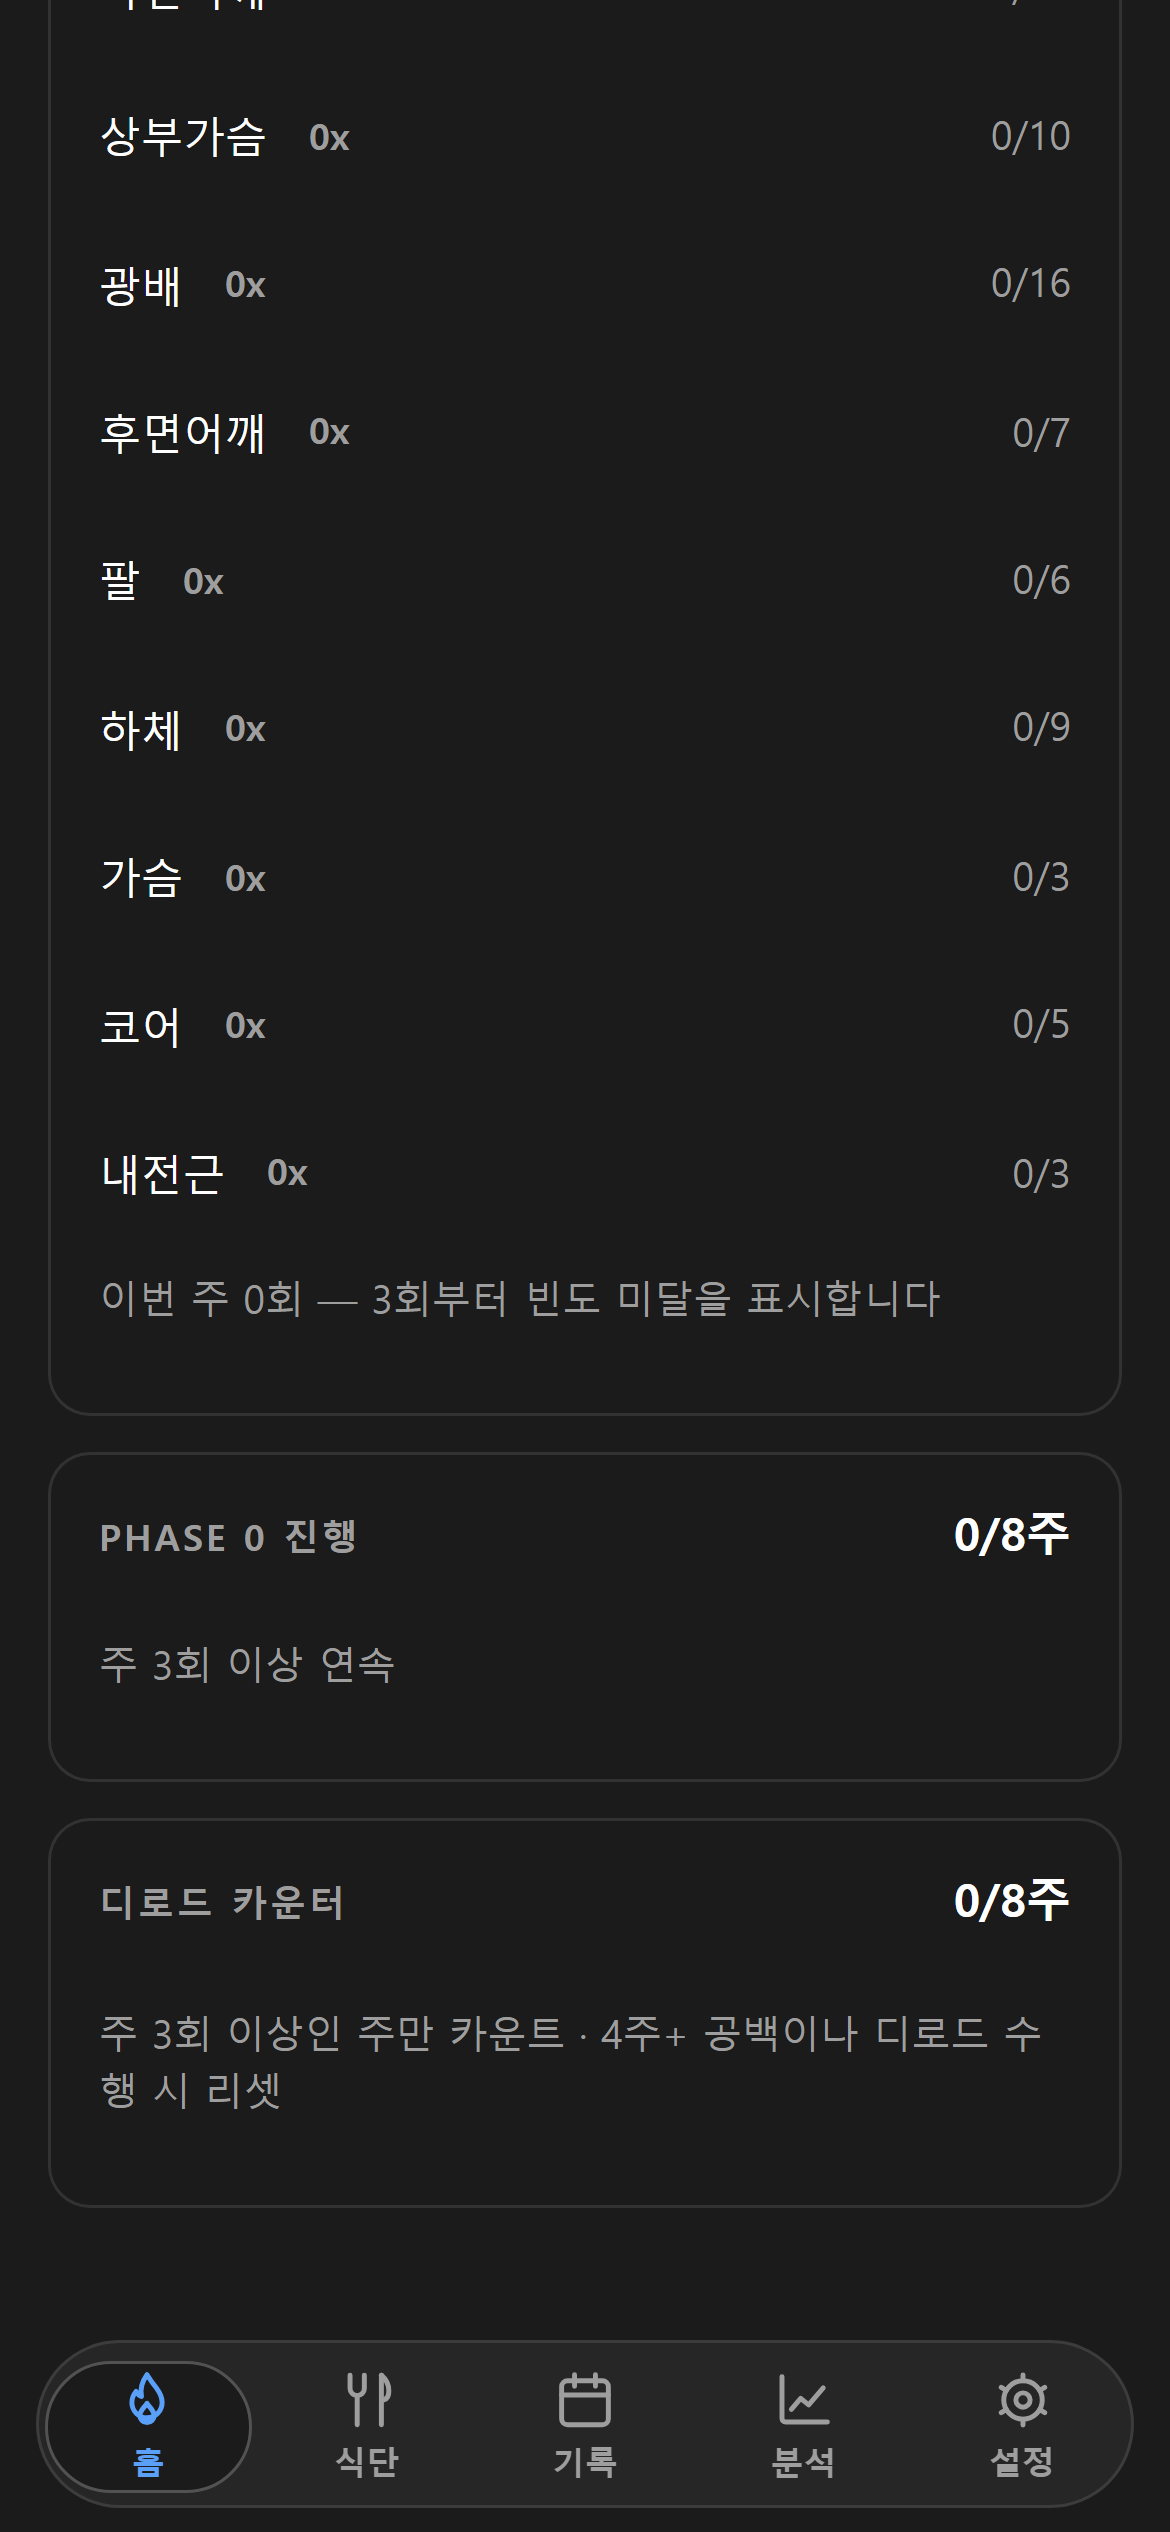 상부가슴 0x 0/10
광배 0x 0/16
후면어깨 0x 0/7
팔 0x 0/6
하체 0x 0/9
가슴 0x 0/3
코어 0x 0/5
내전근 0x 0/3
이번 주 0회 — 3회부터 빈도 미달을 표시합니다
PHASE 0 진행 0/8주
주 3회 이상 연속
디로드 카운터 0/8주
주 3회 이상인 주만 카운트 · 4주+ 공백이나 디로드 수
행 시 리셋
홈 식단 기록 분석 설정